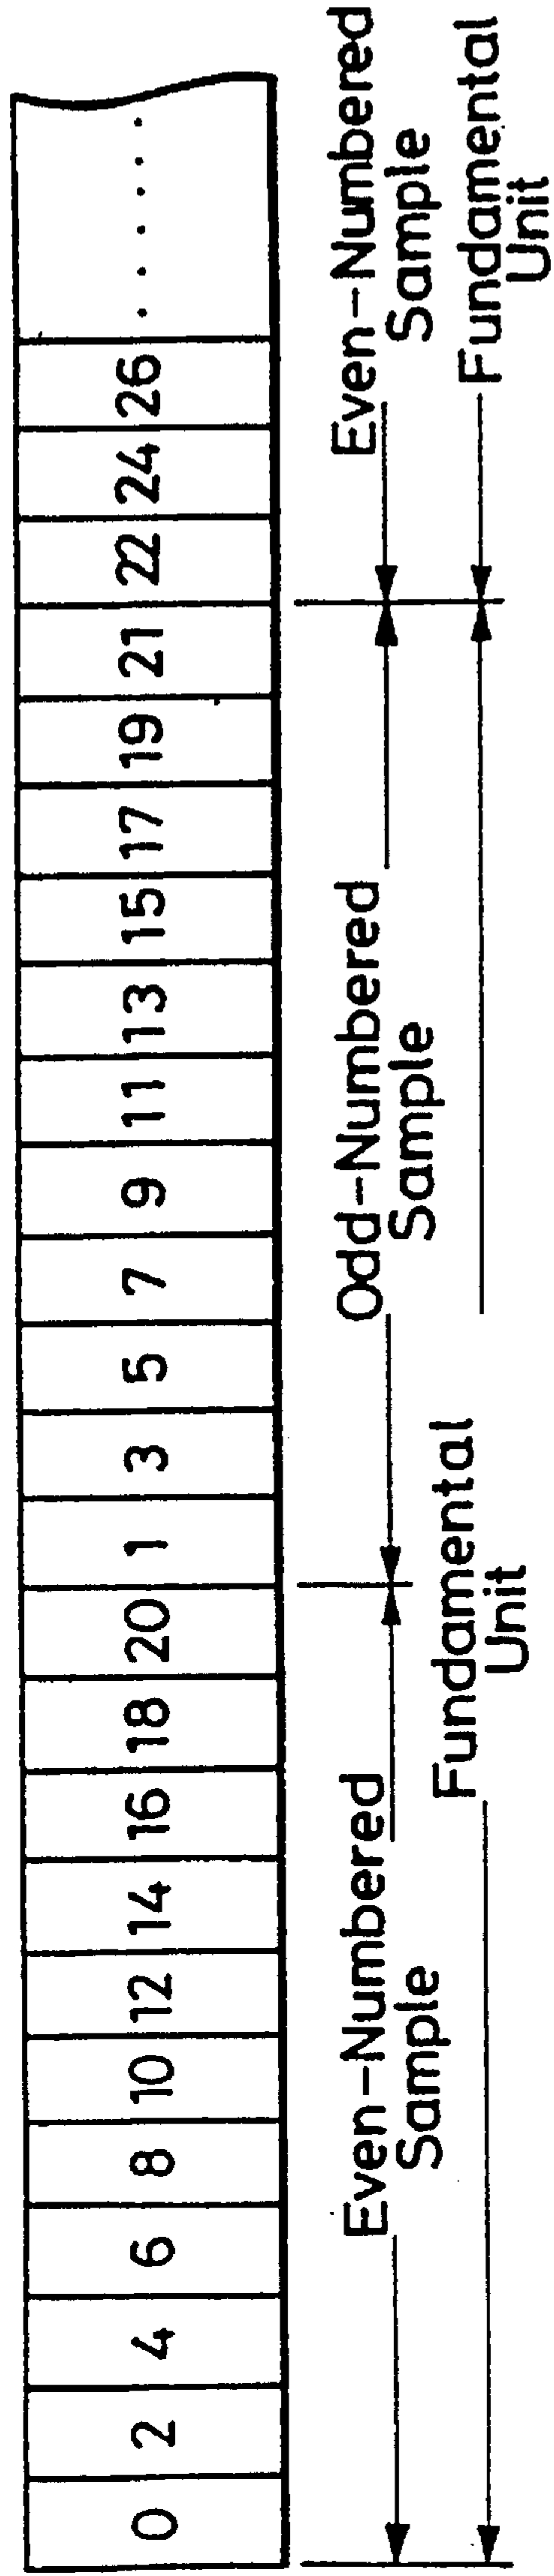 0 2 4 6 8 10 12 14 16 18 20 1 3 5 7 9 11 13 15 17 19 21 22 24 26 ......
Even-Numbered
Sample
Odd-Numbered
Sample
Even-Numbered
Sample
Fundamental
Unit
Fundamental
Unit